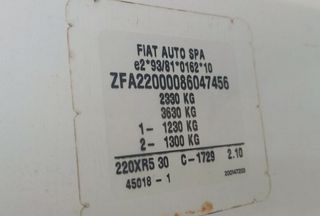 FIAT AUTO SPA
e2*93/81*0162*10
ZFA22000086047456
2330 KG
3630 KG
1- 1230 KG
2- 1300 KG
220XR5 30 C-1729 2.10
45018-1